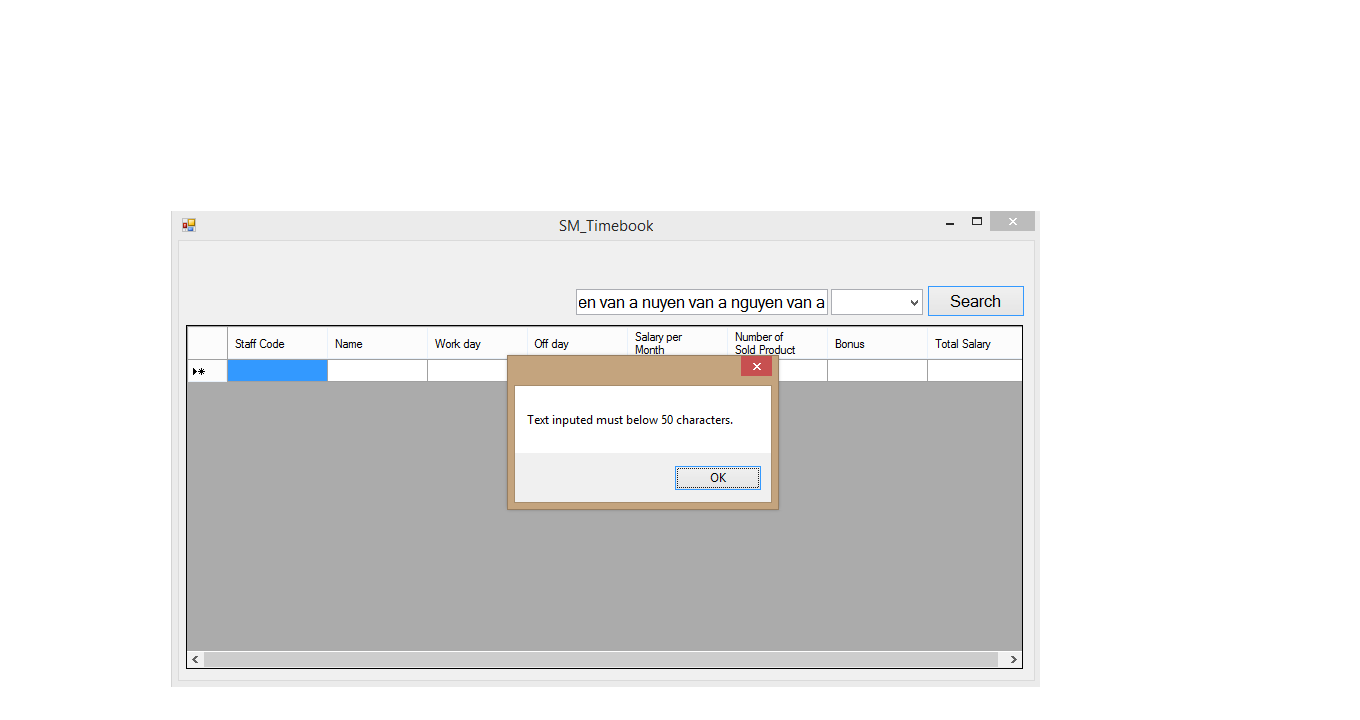 SM_Timebook
en van a nuyen van a nguyen van a
Search
Staff Code
Name
Work day
Off day
Salary per
Month
Number of
Sold Product
Bonus
Total Salary
Text inputed must below 50 characters.
OK